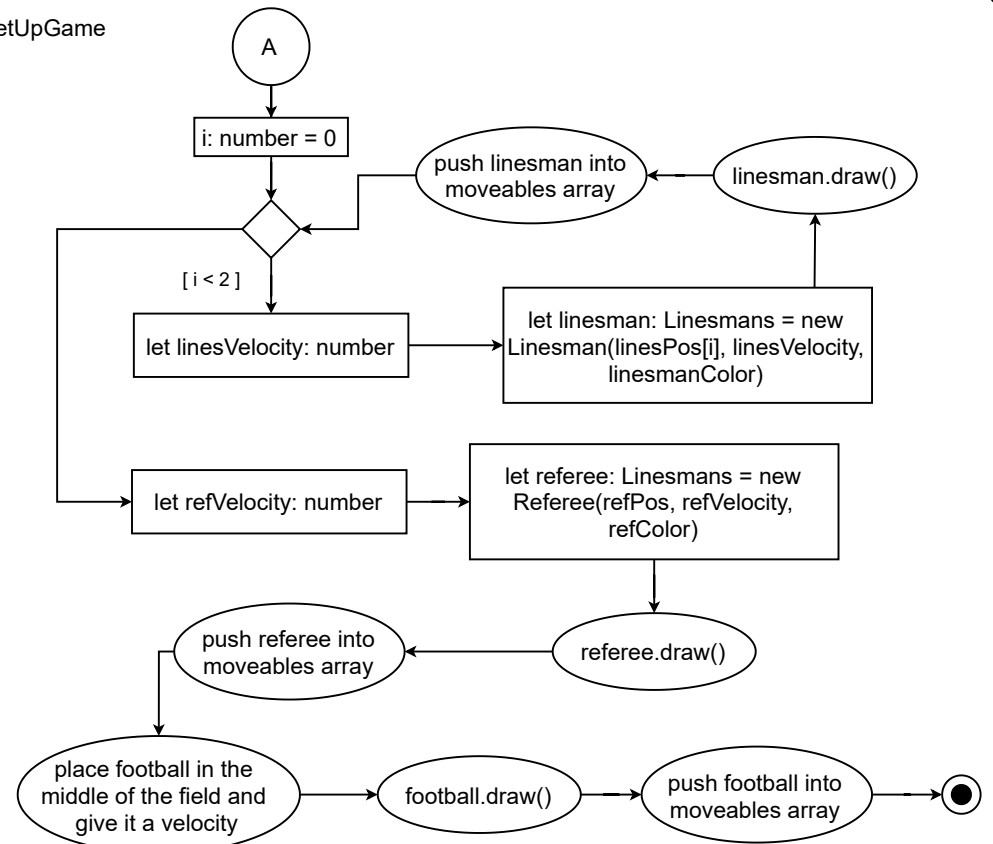 etUpGame
A
i: number = 0
push linesman into
moveables array
linesman.draw()
[ i < 2 ]
let linesVelocity: number
let linesman: Linesmans = new
Linesman(linesPos[i], linesVelocity,
linesmanColor)
let refVelocity: number
let referee: Linesmans = new
Referee(refPos, refVelocity,
refColor)
push referee into
moveables array
referee.draw()
place football in the
middle of the field and
give it a velocity
football.draw()
push football into
moveables array